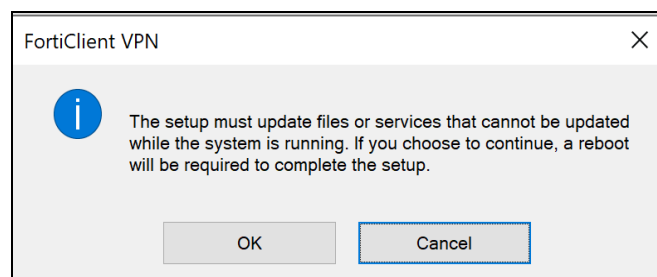 FortiClient VPN
The setup must update files or services that cannot be updated
while the system is running. If you choose to continue, a reboot
will be required to complete the setup.
OK
Cancel